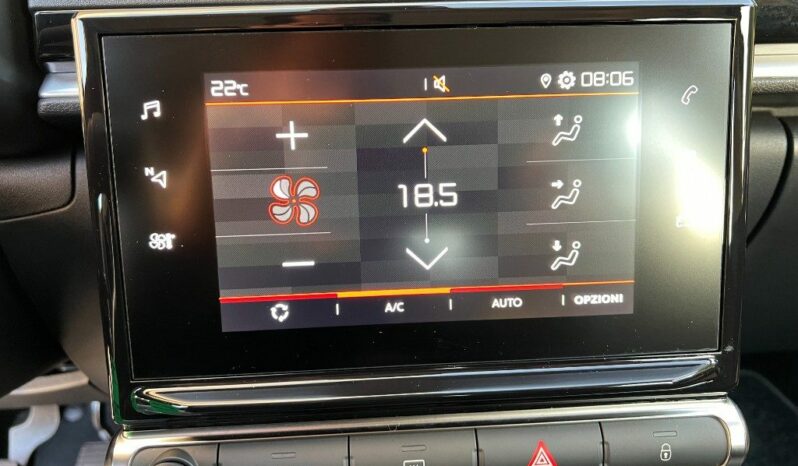 22°C 08:06
18.5
A/C AUTO OPZIONI
N